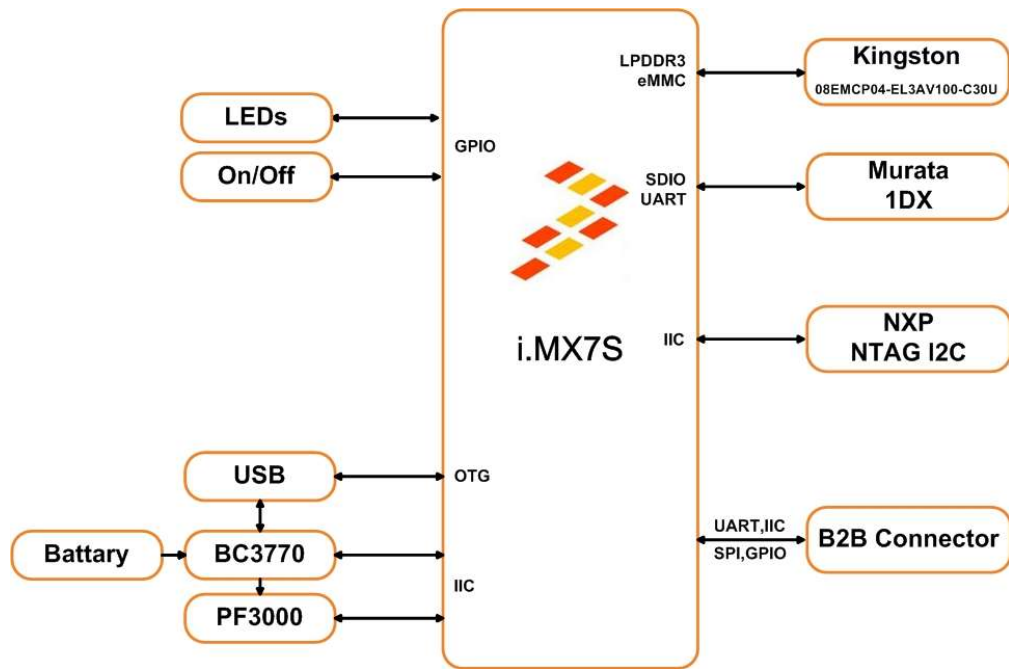 LEDs
On/Off
GPIO
LPDDR3
eMMC
Kingston
08EMCP04-EL3AV100-C30U
SDIO
UART
Murata
1DX
i.MX7S
IIC
NXP
NTAG I2C
USB
OTG
Battary
BC3770
IIC
PF3000
UART,IIC
SPI,GPIO
B2B Connector